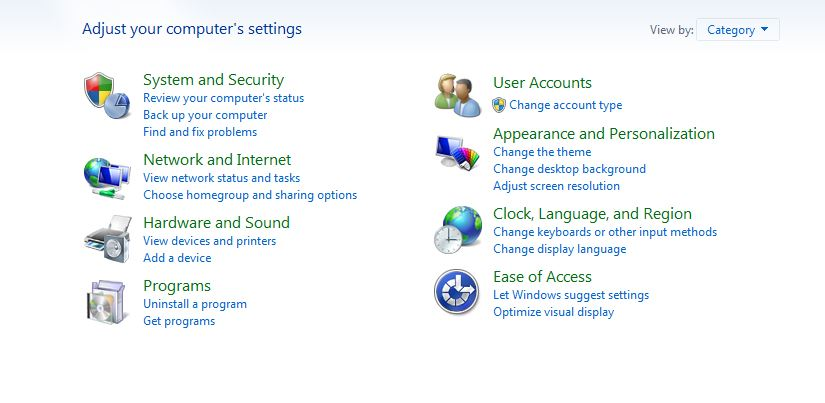 Adjust your computer's settings
View by: Category
System and Security
Review your computer's status
Back up your computer
Find and fix problems
Network and Internet
View network status and tasks
Choose homegroup and sharing options
Hardware and Sound
View devices and printers
Add a device
Programs
Uninstall a program
Get programs
User Accounts
Change account type
Appearance and Personalization
Change the theme
Change desktop background
Adjust screen resolution
Clock, Language, and Region
Change keyboards or other input methods
Change display language
Ease of Access
Let Windows suggest settings
Optimize visual display